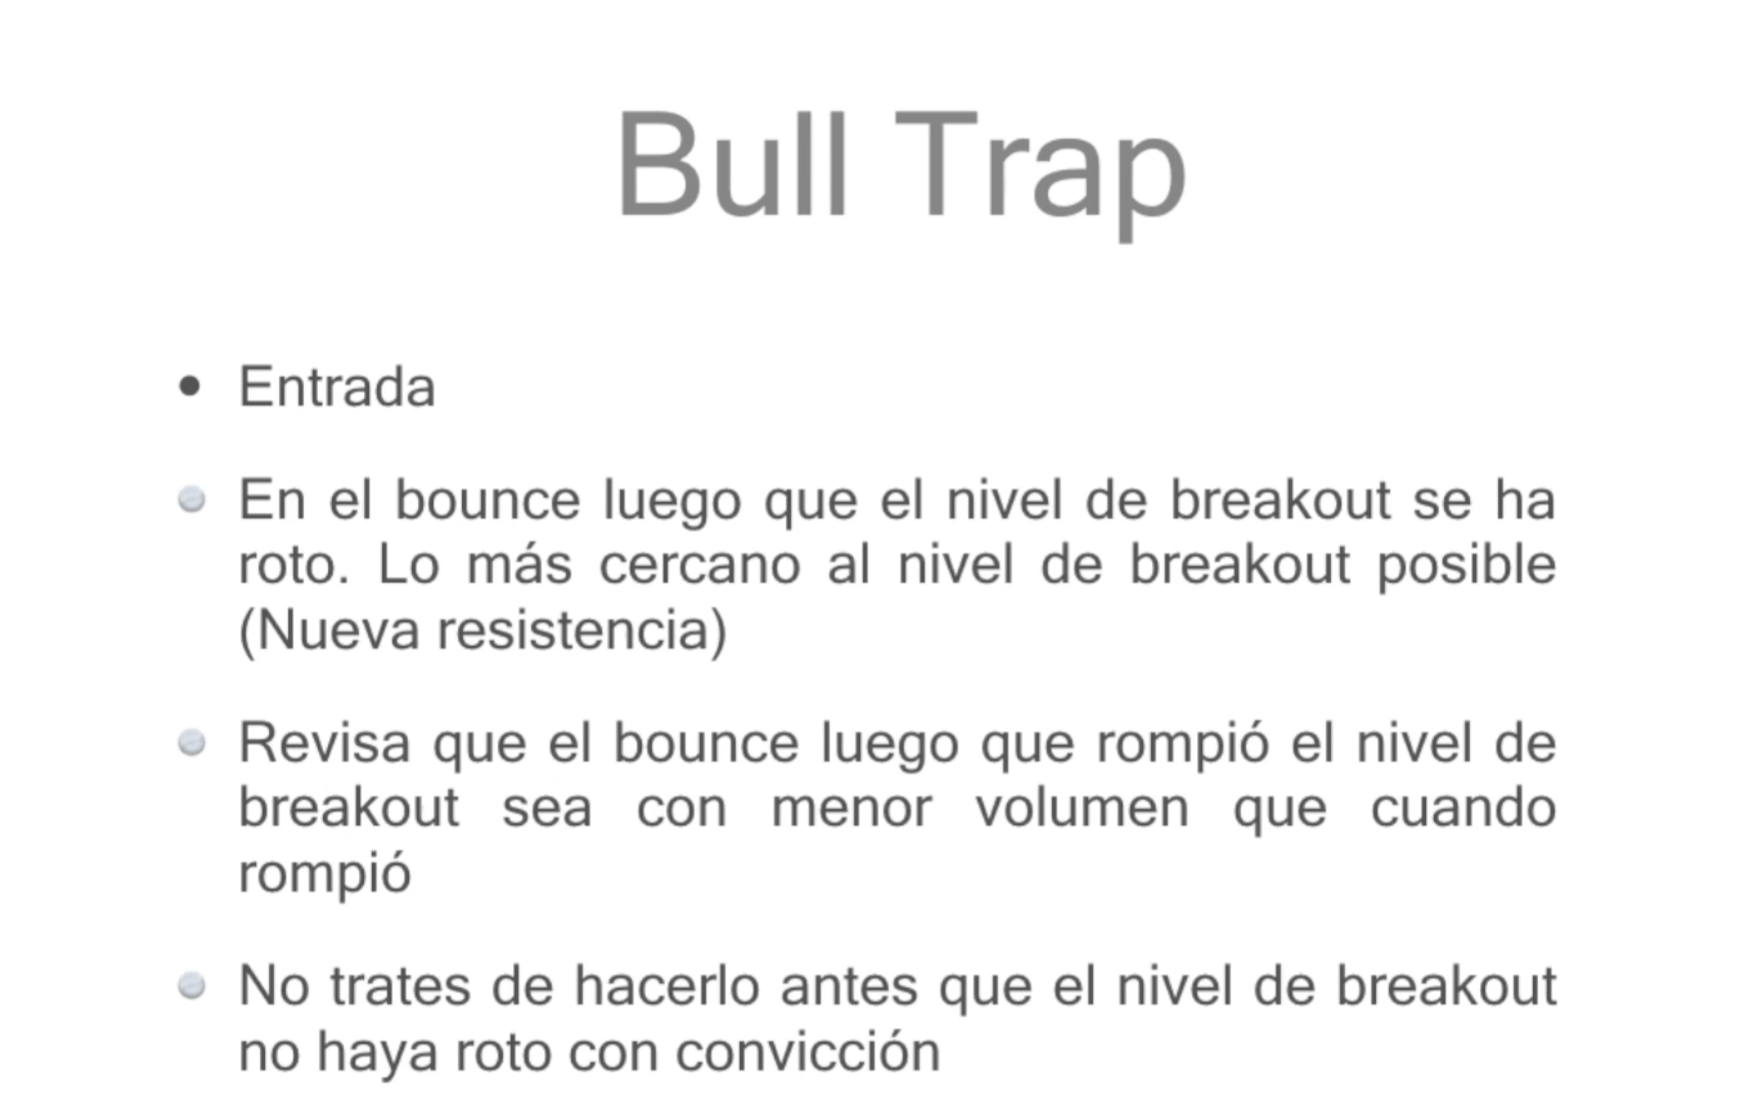 Bull Trap
Entrada
En el bounce luego que el nivel de breakout se ha
roto. Lo más cercano al nivel de breakout posible
(Nueva resistencia)
Revisa que el bounce luego que rompió el nivel de
breakout sea con menor volumen que cuando
rompió
No trates de hacerlo antes que el nivel de breakout
no haya roto con convicción